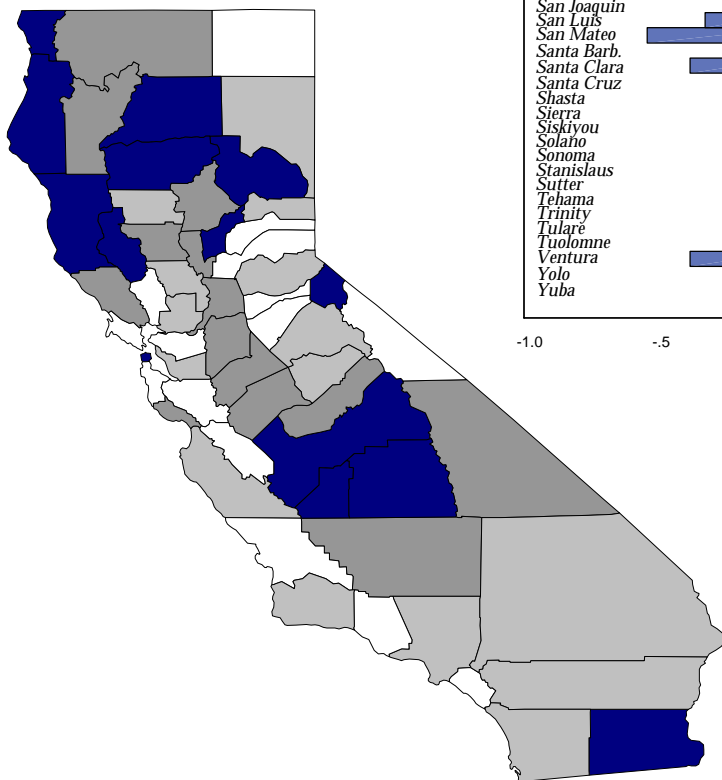 San Joaquin
San Luis
San Mateo
Santa Barb.
Santa Clara
Santa Cruz
Shasta
Sierra
Siskiyou
Solano
Sonoma
Stanislaus
Sutter
Tehama
Trinity
Tulare
Tuolomne
Ventura
Yolo
Yuba
-1.0 -.5